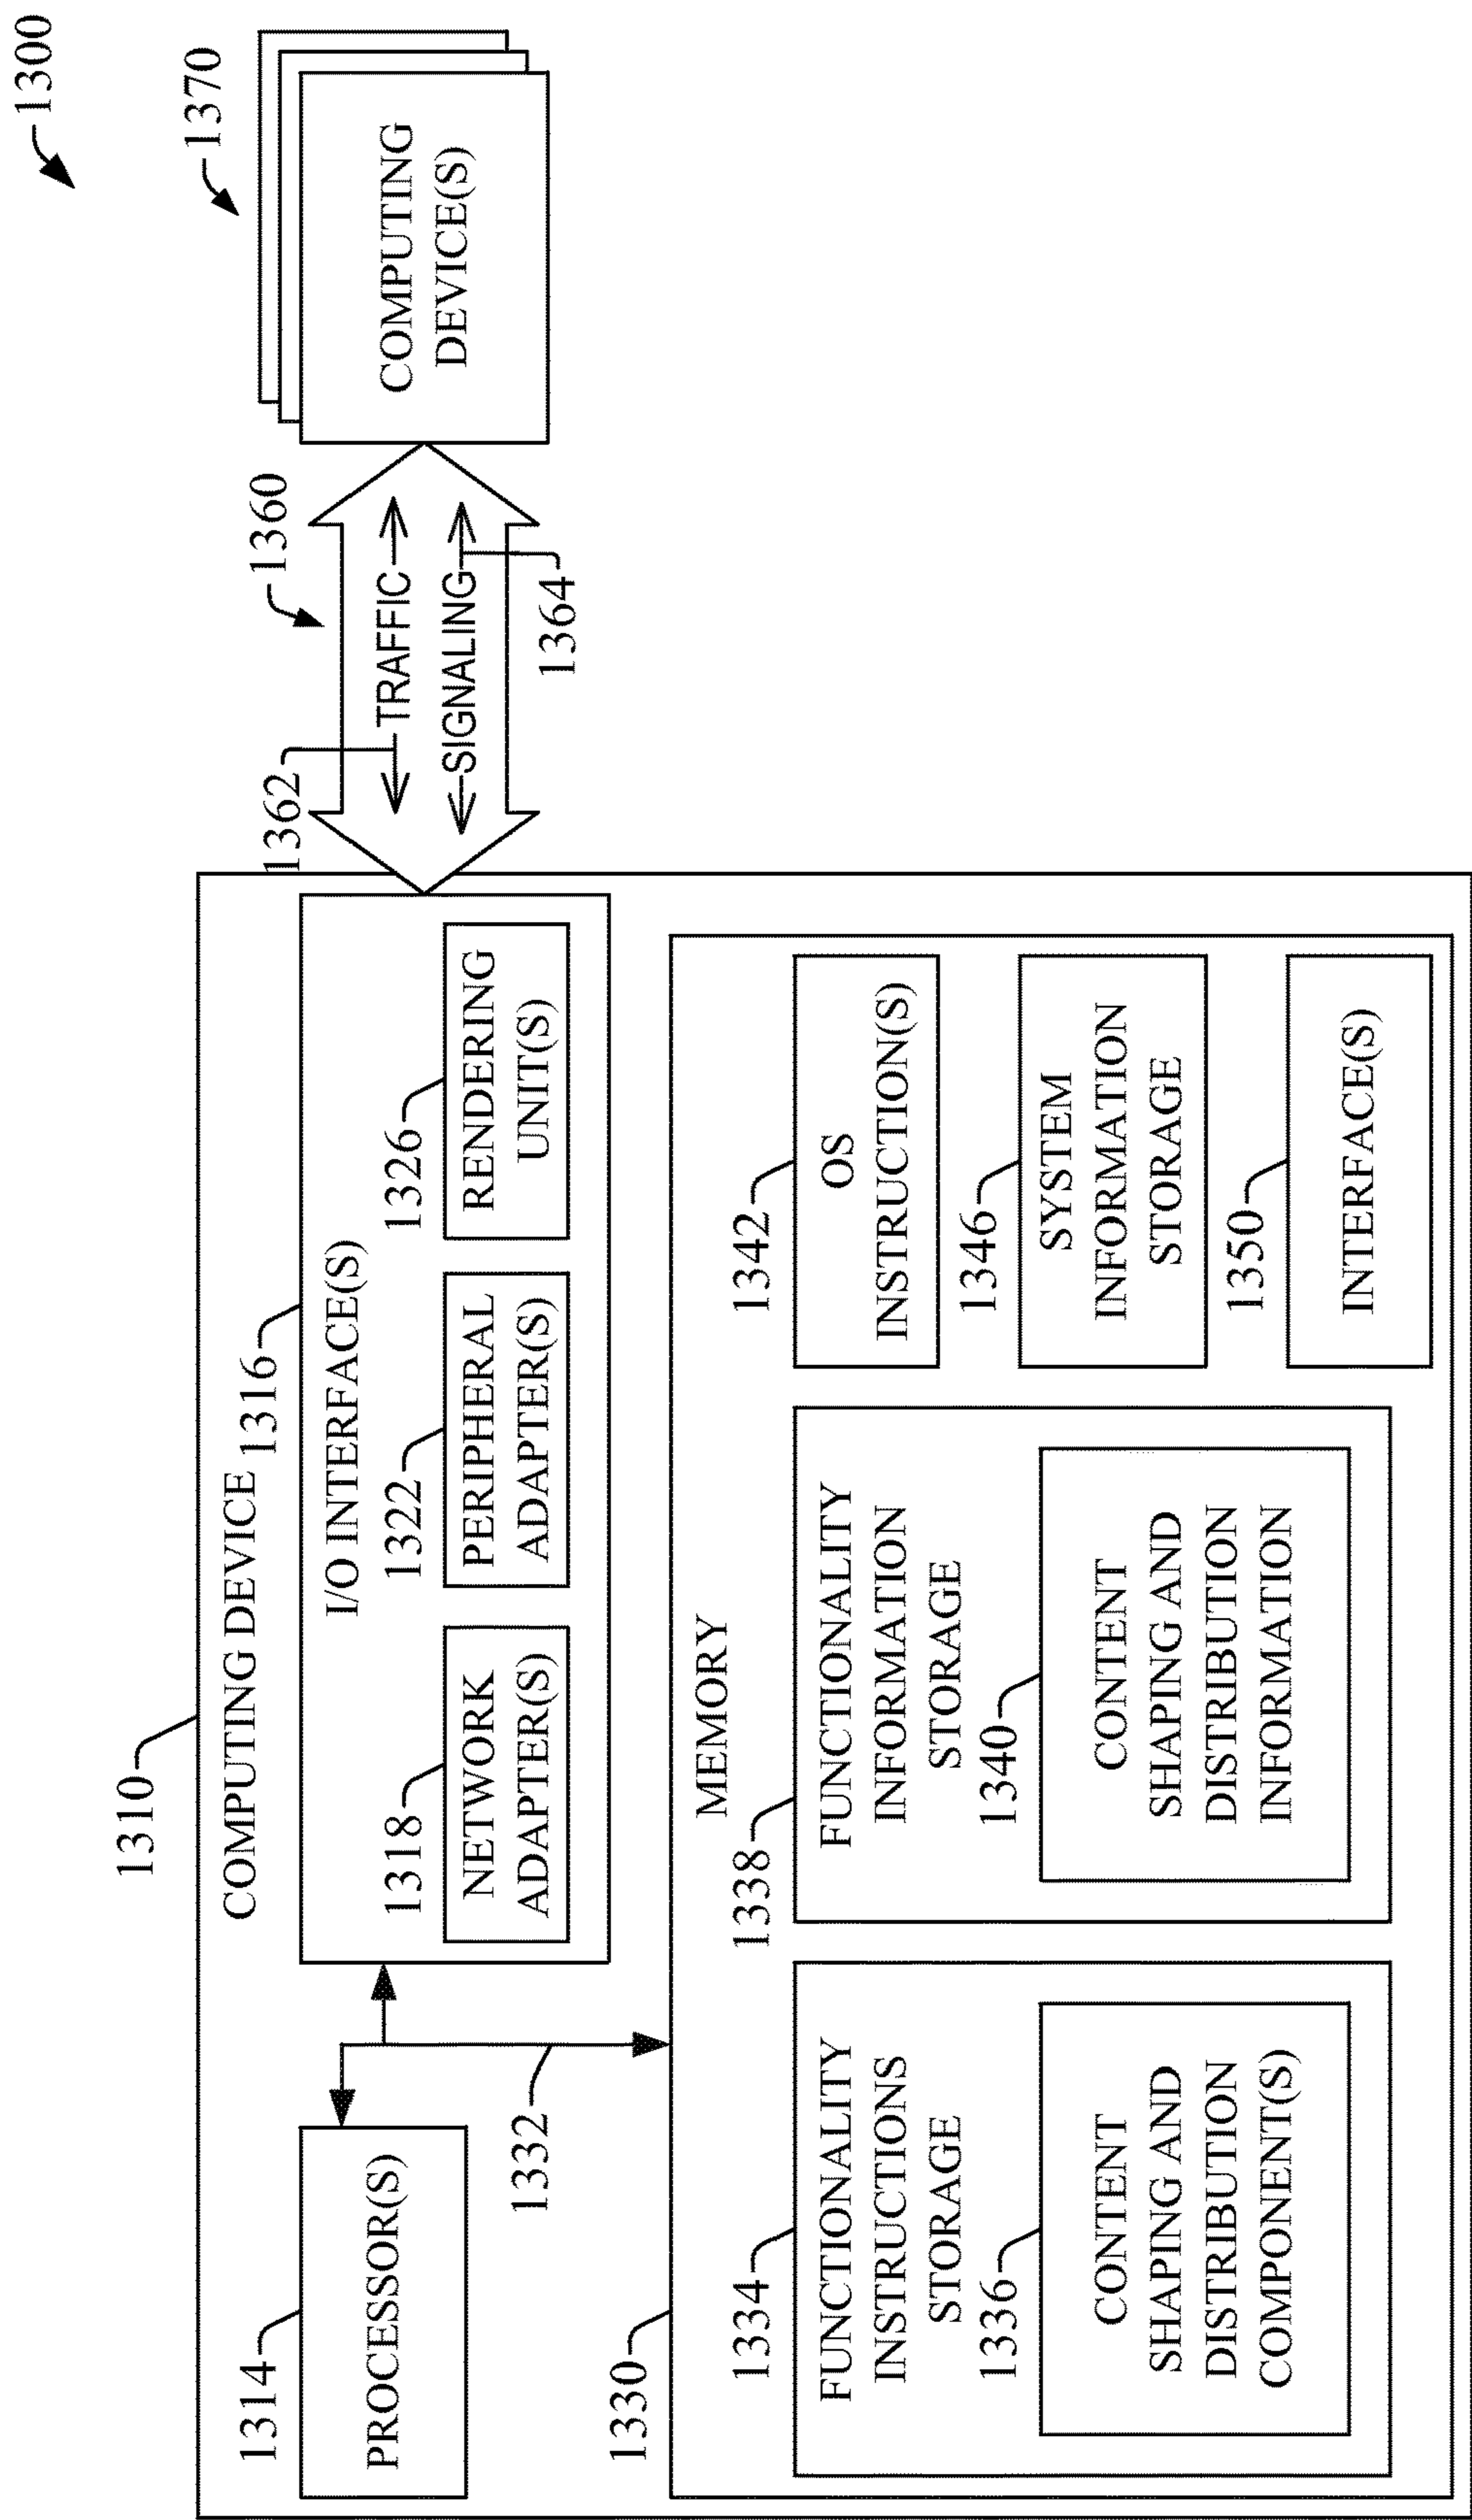 1300
1310
COMPUTING DEVICE
1314
PROCESSOR(S)
1316
I/O INTERFACE(S)
1318
NETWORK
ADAPTER(S)
1322
PERIPHERAL
ADAPTER(S)
1326
RENDERING
UNIT(S)
1362
1360
TRAFFIC
SIGNALING
1364
1370
COMPUTING
DEVICE(S)
1332
1330
MEMORY
1334
FUNCTIONALITY
INSTRUCTIONS
STORAGE
1336
CONTENT
SHAPING AND
DISTRIBUTION
COMPONENT(S)
1338
FUNCTIONALITY
INFORMATION
STORAGE
1340
CONTENT
SHAPING AND
DISTRIBUTION
INFORMATION
1342
OS
INSTRUCTION(S)
1346
SYSTEM
INFORMATION
STORAGE
1350
INTERFACE(S)